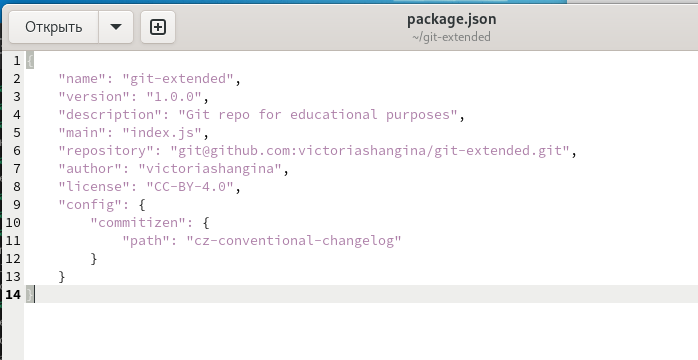 Открыть
package.json
~/git-extended
1 {
2 "name": "git-extended",
3 "version": "1.0.0",
4 "description": "Git repo for educational purposes",
5 "main": "index.js",
6 "repository": "git@github.com:victoriashangina/git-extended.git",
7 "author": "victoriashangina",
8 "license": "CC-BY-4.0",
9 "config": {
10 "commitizen": {
11 "path": "cz-conventional-changelog"
12 }
13 }
14 }